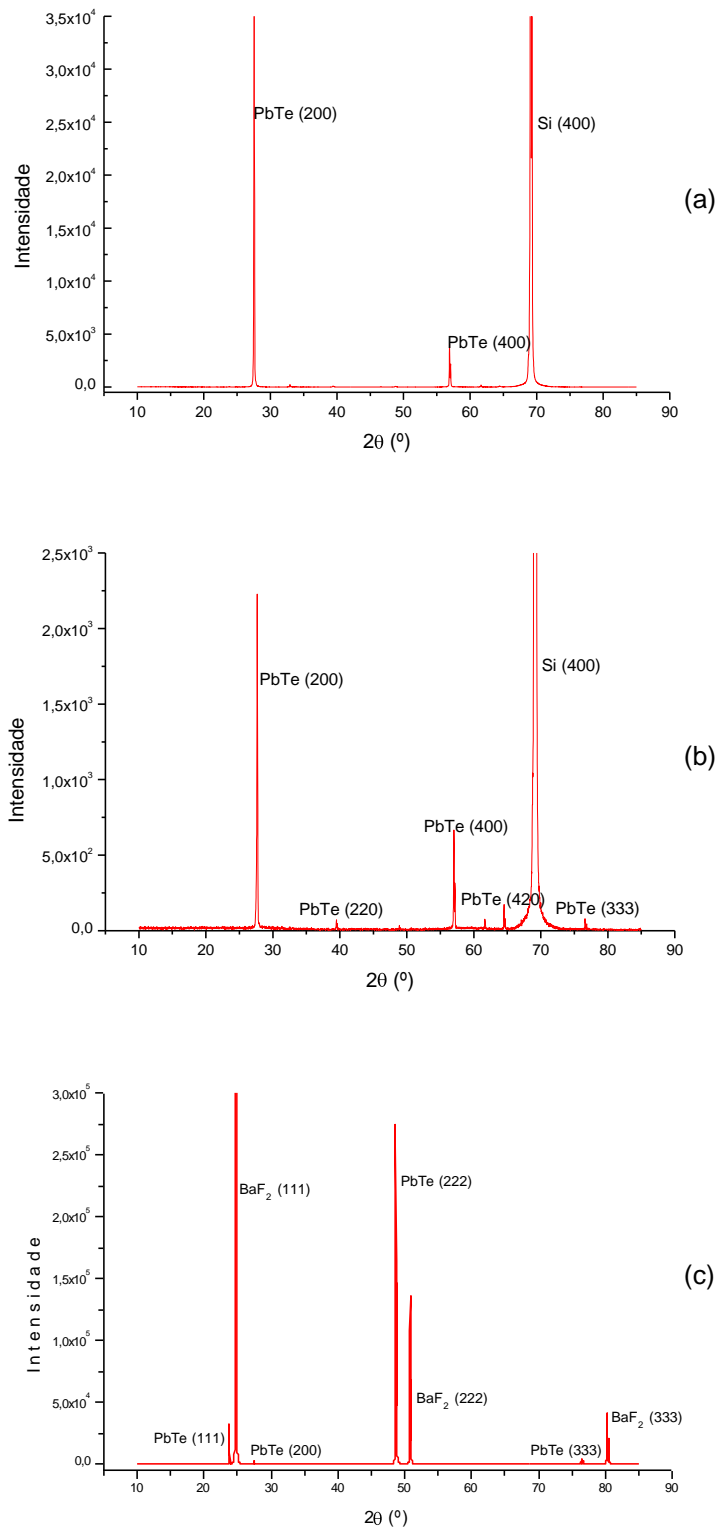 3,5x10⁴
3,0x10⁴
2,5x10⁴
2,0x10⁴
1,5x10⁴
1,0x10⁴
5,0x10³
0,0
Intensidade
PbTe (200)
Si (400)
PbTe (400)
(a)
10 20 30 40 50 60 70 80 90
2θ (º)
2,5x10³
2,0x10³
1,5x10³
1,0x10³
5,0x10²
0,0
Intensidade
PbTe (200)
Si (400)
PbTe (400)
PbTe (220)
PbTe (420)
PbTe (333)
(b)
10 20 30 40 50 60 70 80 90
2θ (º)
3,0x10⁵
2,5x10⁵
2,0x10⁵
1,5x10⁵
1,0x10⁵
5,0x10⁴
0,0
Intensidade
BaF₂ (111)
PbTe (222)
BaF₂ (222)
PbTe (111)
PbTe (200)
PbTe (333)
BaF₂ (333)
(c)
10 20 30 40 50 60 70 80 90
2θ (º)